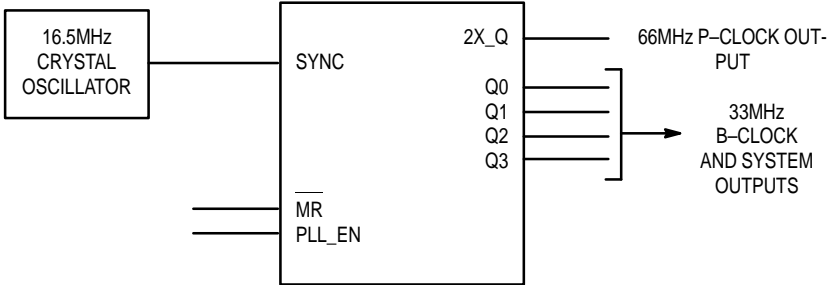 16.5MHz
CRYSTAL
OSCILLATOR
SYNC
MR
PLL_EN
2X_Q
Q0
Q1
Q2
Q3
66MHz P–CLOCK OUT-
PUT
33MHz
B–CLOCK
AND SYSTEM
OUTPUTS